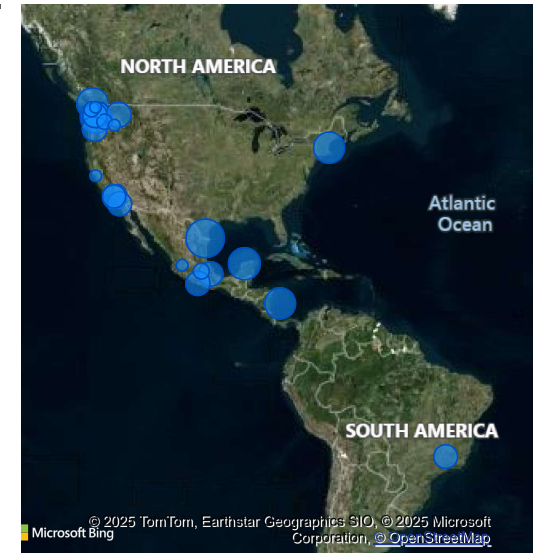 NORTH AMERICA
Atlantic
Ocean
SOUTH AMERICA
© 2025 TomTom, Earthstar Geographics SIO, © 2025 Microsoft
Corporation, © OpenStreetMap
Microsoft Bing